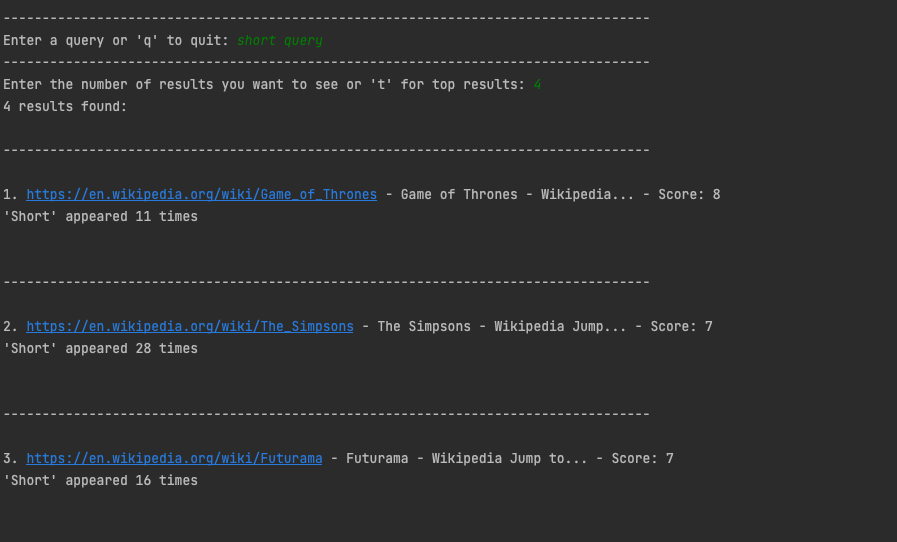 -----------------------------------------------------------------------------------
Enter a query or 'q' to quit: short query
-----------------------------------------------------------------------------------
Enter the number of results you want to see or 't' for top results: 4
4 results found:
-----------------------------------------------------------------------------------
1. https://en.wikipedia.org/wiki/Game_of_Thrones - Game of Thrones - Wikipedia... - Score: 8
'Short' appeared 11 times
-----------------------------------------------------------------------------------
2. https://en.wikipedia.org/wiki/The_Simpsons - The Simpsons - Wikipedia Jump... - Score: 7
'Short' appeared 28 times
-----------------------------------------------------------------------------------
3. https://en.wikipedia.org/wiki/Futurama - Futurama - Wikipedia Jump to... - Score: 7
'Short' appeared 16 times